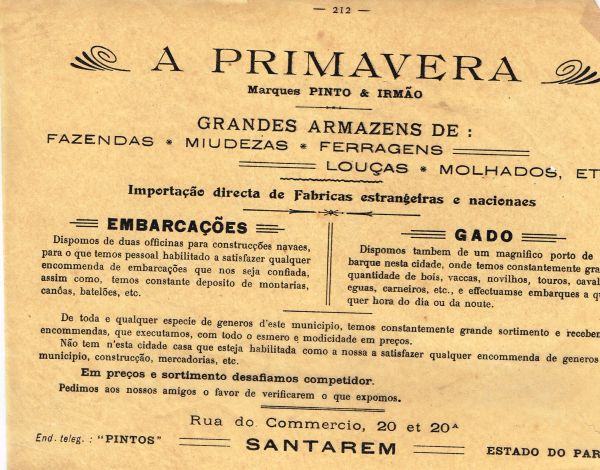 — 212 —
A PRIMAVERA
Marques PINTO & IRMÃO
GRANDES ARMAZENS DE :
FAZENDAS * MIUDEZAS * FERRAGENS
LOUÇAS * MOLHADOS, ET
Importação directa de Fabricas estrangeiras e nacionaes
EMBARCAÇÕES
Dispomos de duas officinas para construcções navaes,
para o que temos pessoal habilitado a satisfazer qualquer
encommenda de embarcações que nos seja confiada,
assim como, temos constante deposito de montarias,
canôas, batelões, etc.
GADO
Dispomos tambem de um magnifico porto de
barque nesta cidade, onde temos constantemente gra
quantidade de bois, vaccas, novilhos, touros, caval
eguas, carneiros, etc., e effectuamse embarques a qu
quer hora do dia ou da noute.
De toda e qualquer especie de generos d'este municipio, temos constantemente grande sortimento e receben
encommendas, que executamos, com todo o esmero e modicidade em preços.
Não tem n'esta cidade casa que esteja habilitada como a nossa a satisfazer qualquer encommenda de generos
municipio, construcção, mercadorias, etc.
Em preços e sortimento desafiamos competidor.
Pedimos aos nossos amigos o favor de verificarem o que expomos.
Rua do Commercio, 20 et 20ᴬ
End. teleg. : "PINTOS"
SANTAREM
ESTADO DO PAR